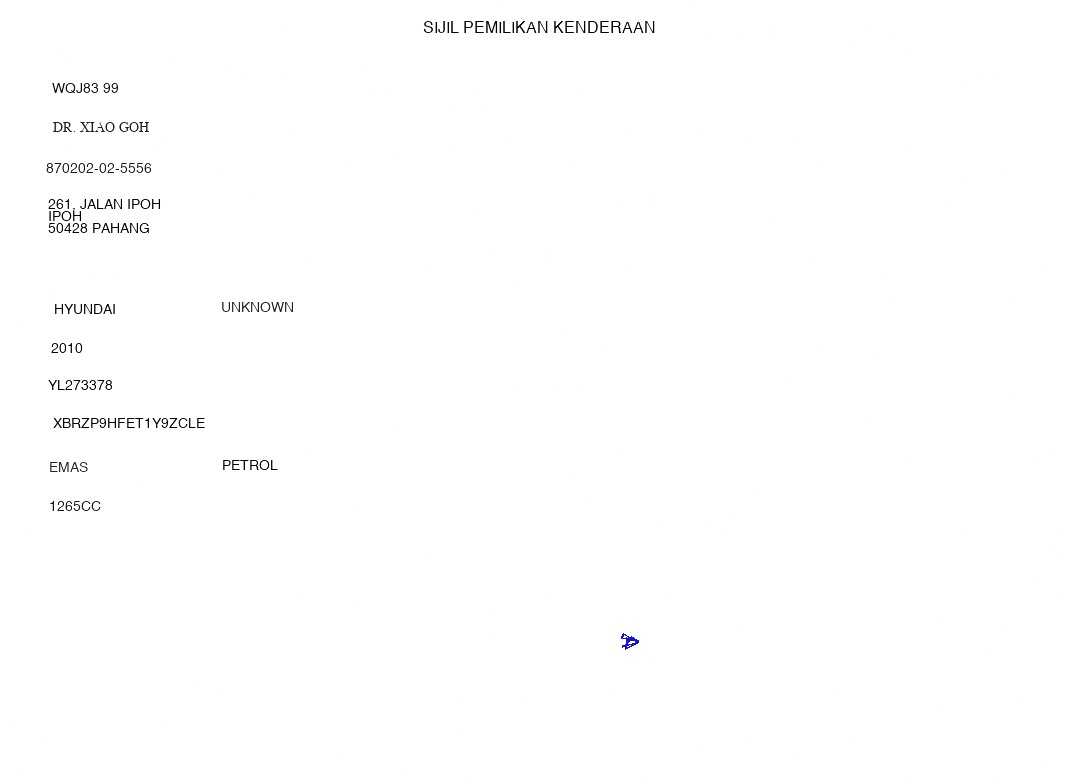 SIJIL PEMILIKAN KENDERAAN
WQJ83 99
DR. XIAO GOH
870202-02-5556
261, JALAN IPOH
IPOH
50428 PAHANG
HYUNDAI UNKNOWN
2010
YL273378
XBRZP9HFET1Y9ZCLE
EMAS PETROL
1265CC